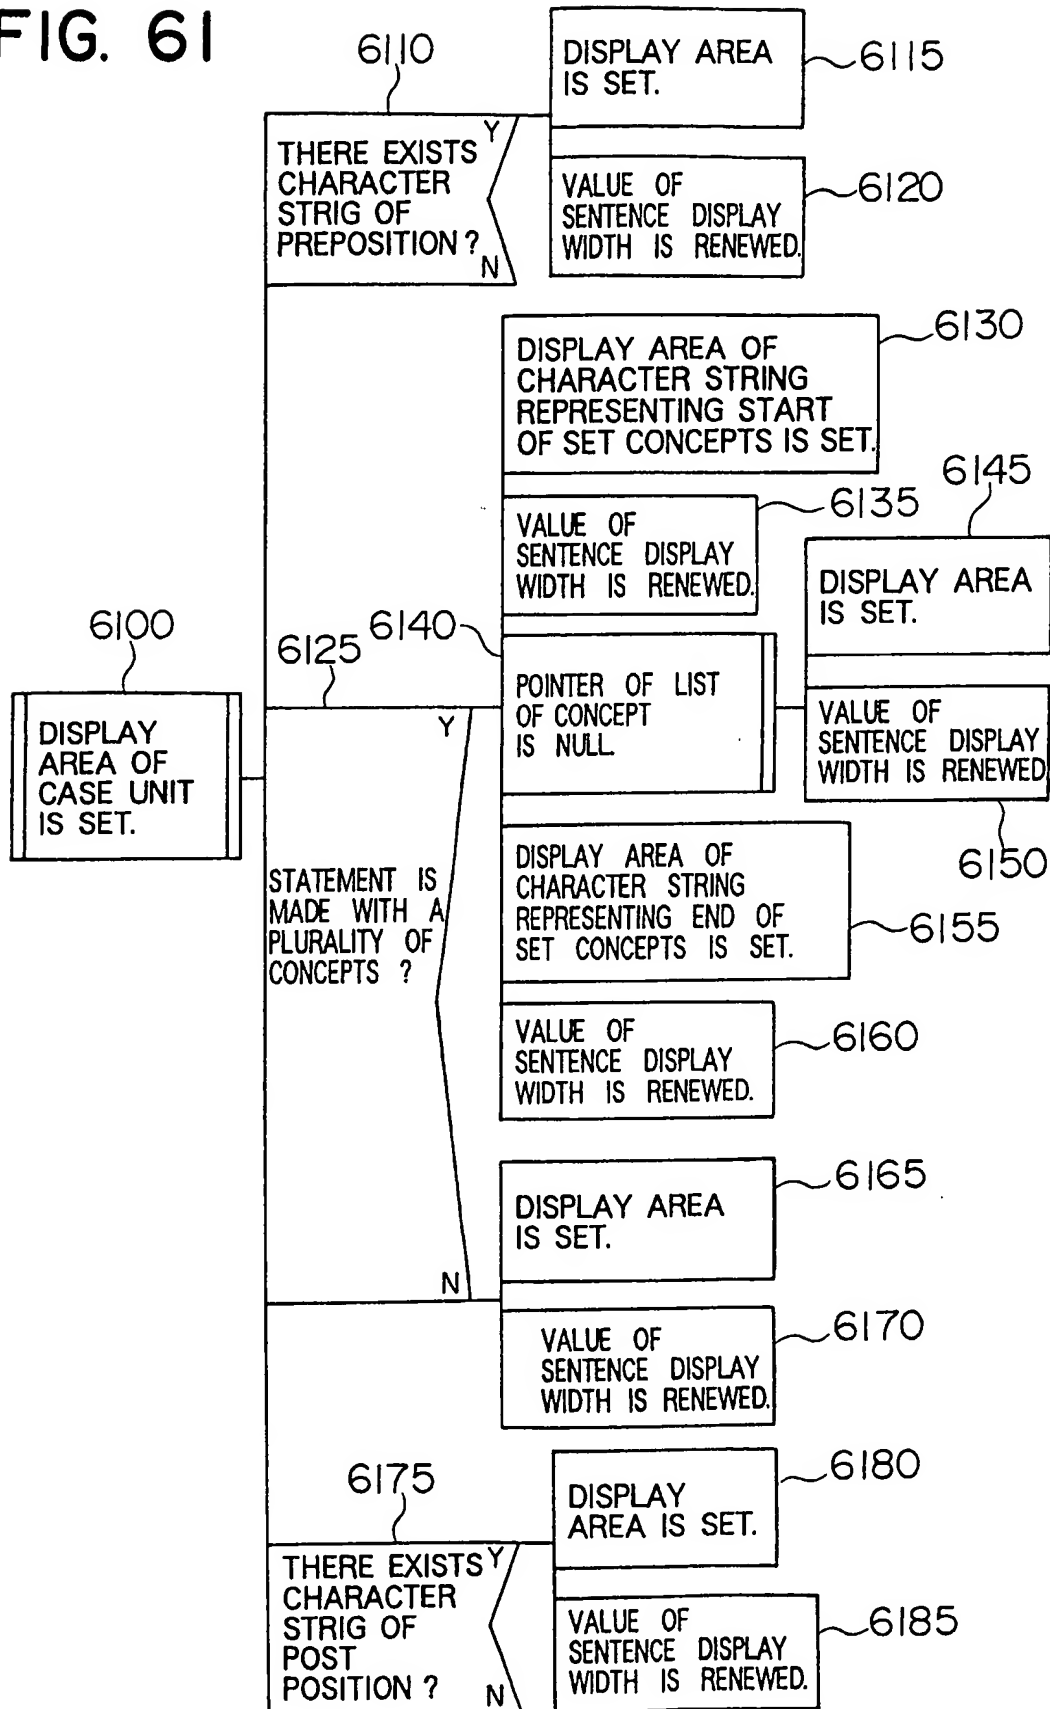 FIG. 61
6110
DISPLAY AREA
IS SET.
6115
THERE EXISTS
CHARACTER
STRIG OF
PREPOSITION ?
Y
N
VALUE OF
SENTENCE DISPLAY
WIDTH IS RENEWED.
6120
DISPLAY AREA OF
CHARACTER STRING
REPRESENTING START
OF SET CONCEPTS IS SET.
6130
VALUE OF
SENTENCE DISPLAY
WIDTH IS RENEWED.
6135
6145
DISPLAY AREA
IS SET.
6100
DISPLAY
AREA OF
CASE UNIT
IS SET.
6125
6140
POINTER OF LIST
OF CONCEPT
IS NULL.
VALUE OF
SENTENCE DISPLAY
WIDTH IS RENEWED
6150
Y
STATEMENT IS
MADE WITH A
PLURALITY OF
CONCEPTS ?
N
DISPLAY AREA OF
CHARACTER STRING
REPRESENTING END OF
SET CONCEPTS IS SET.
6155
VALUE OF
SENTENCE DISPLAY
WIDTH IS RENEWED.
6160
DISPLAY AREA
IS SET.
6165
VALUE OF
SENTENCE DISPLAY
WIDTH IS RENEWED.
6170
6175
DISPLAY
AREA IS SET.
6180
THERE EXISTS
CHARACTER
STRIG OF
POST
POSITION ?
Y
N
VALUE OF
SENTENCE DISPLAY
WIDTH IS RENEWED.
6185